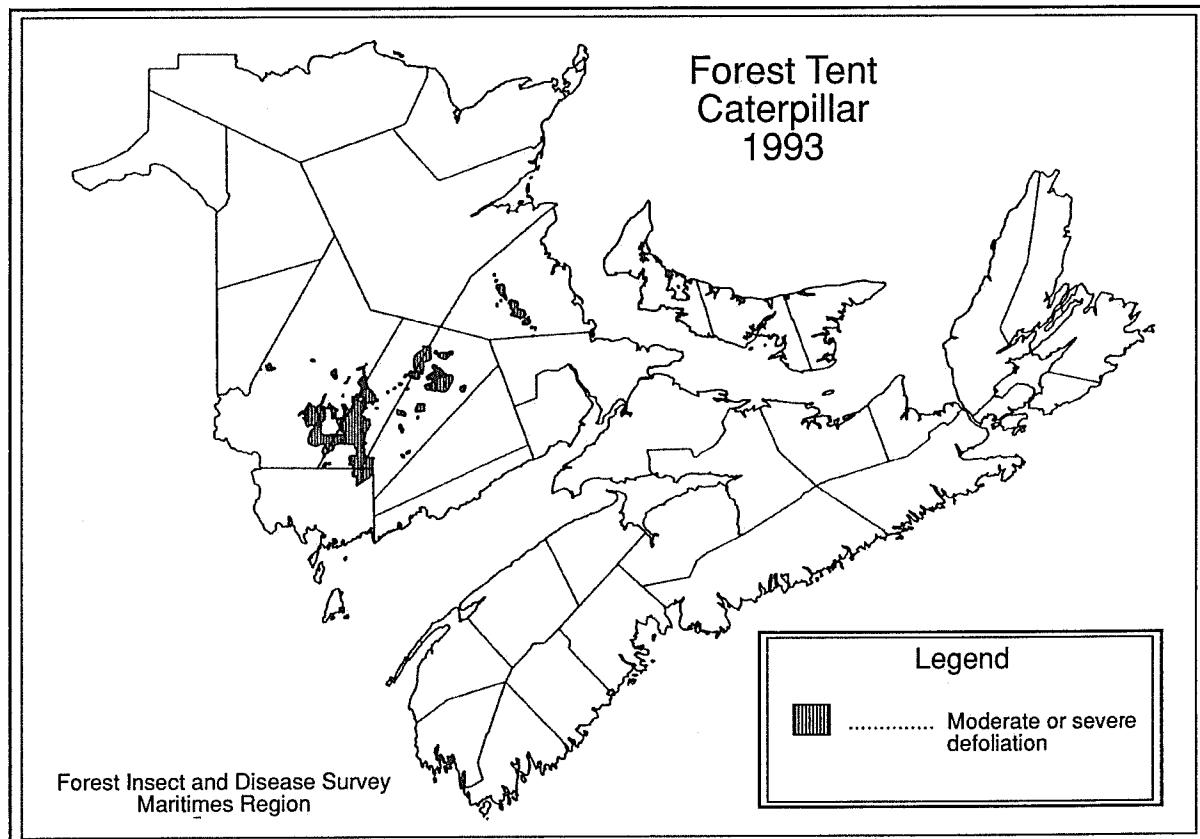 Forest Tent
Caterpillar
1993
Legend
.............. Moderate or severe
defoliation
Forest Insect and Disease Survey
Maritimes Region